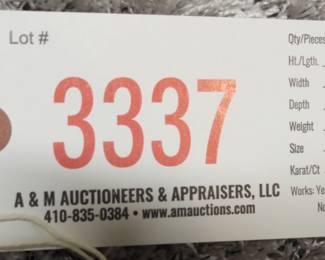 Lot #
3337
A & M AUCTIONEERS & APPRAISERS, LLC
410-835-0384 • www.amauctions.com
Qty/Pieces
Ht./Lgth.
Width
Depth
Weight
Size
Karat/Ct
Works: Ye
No